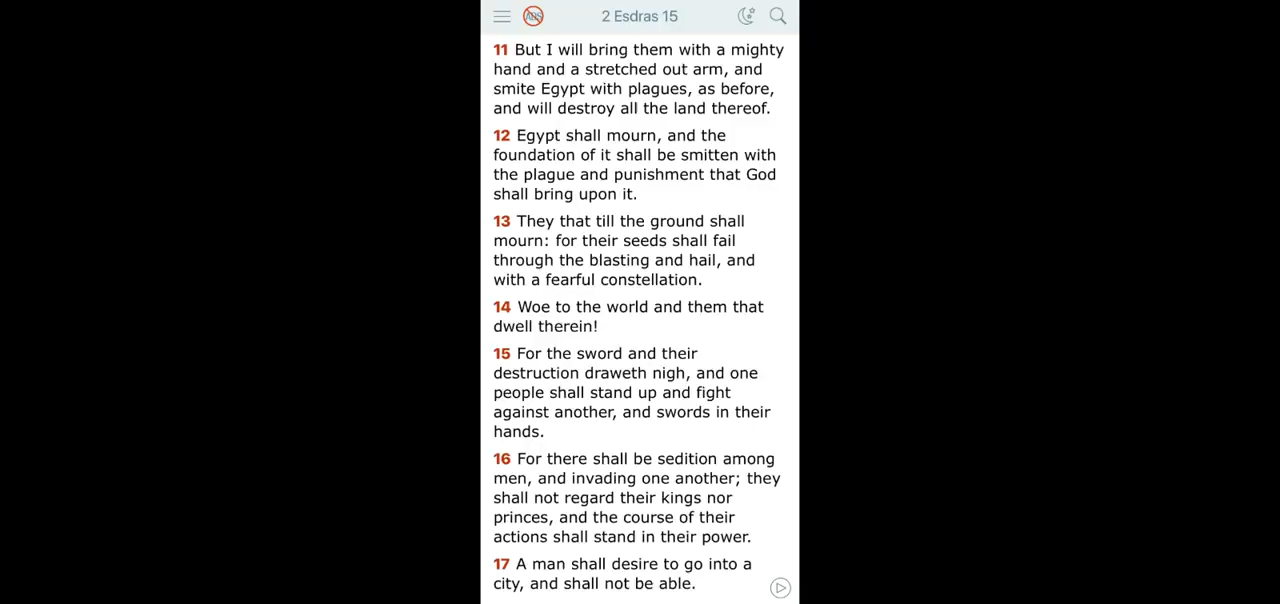 ADS
2 Esdras 15
11 But I will bring them with a mighty
hand and a stretched out arm, and
smite Egypt with plagues, as before,
and will destroy all the land thereof.
12 Egypt shall mourn, and the
foundation of it shall be smitten with
the plague and punishment that God
shall bring upon it.
13 They that till the ground shall
mourn: for their seeds shall fail
through the blasting and hail, and
with a fearful constellation.
14 Woe to the world and them that
dwell therein!
15 For the sword and their
destruction draweth nigh, and one
people shall stand up and fight
against another, and swords in their
hands.
16 For there shall be sedition among
men, and invading one another; they
shall not regard their kings nor
princes, and the course of their
actions shall stand in their power.
17 A man shall desire to go into a
city, and shall not be able.